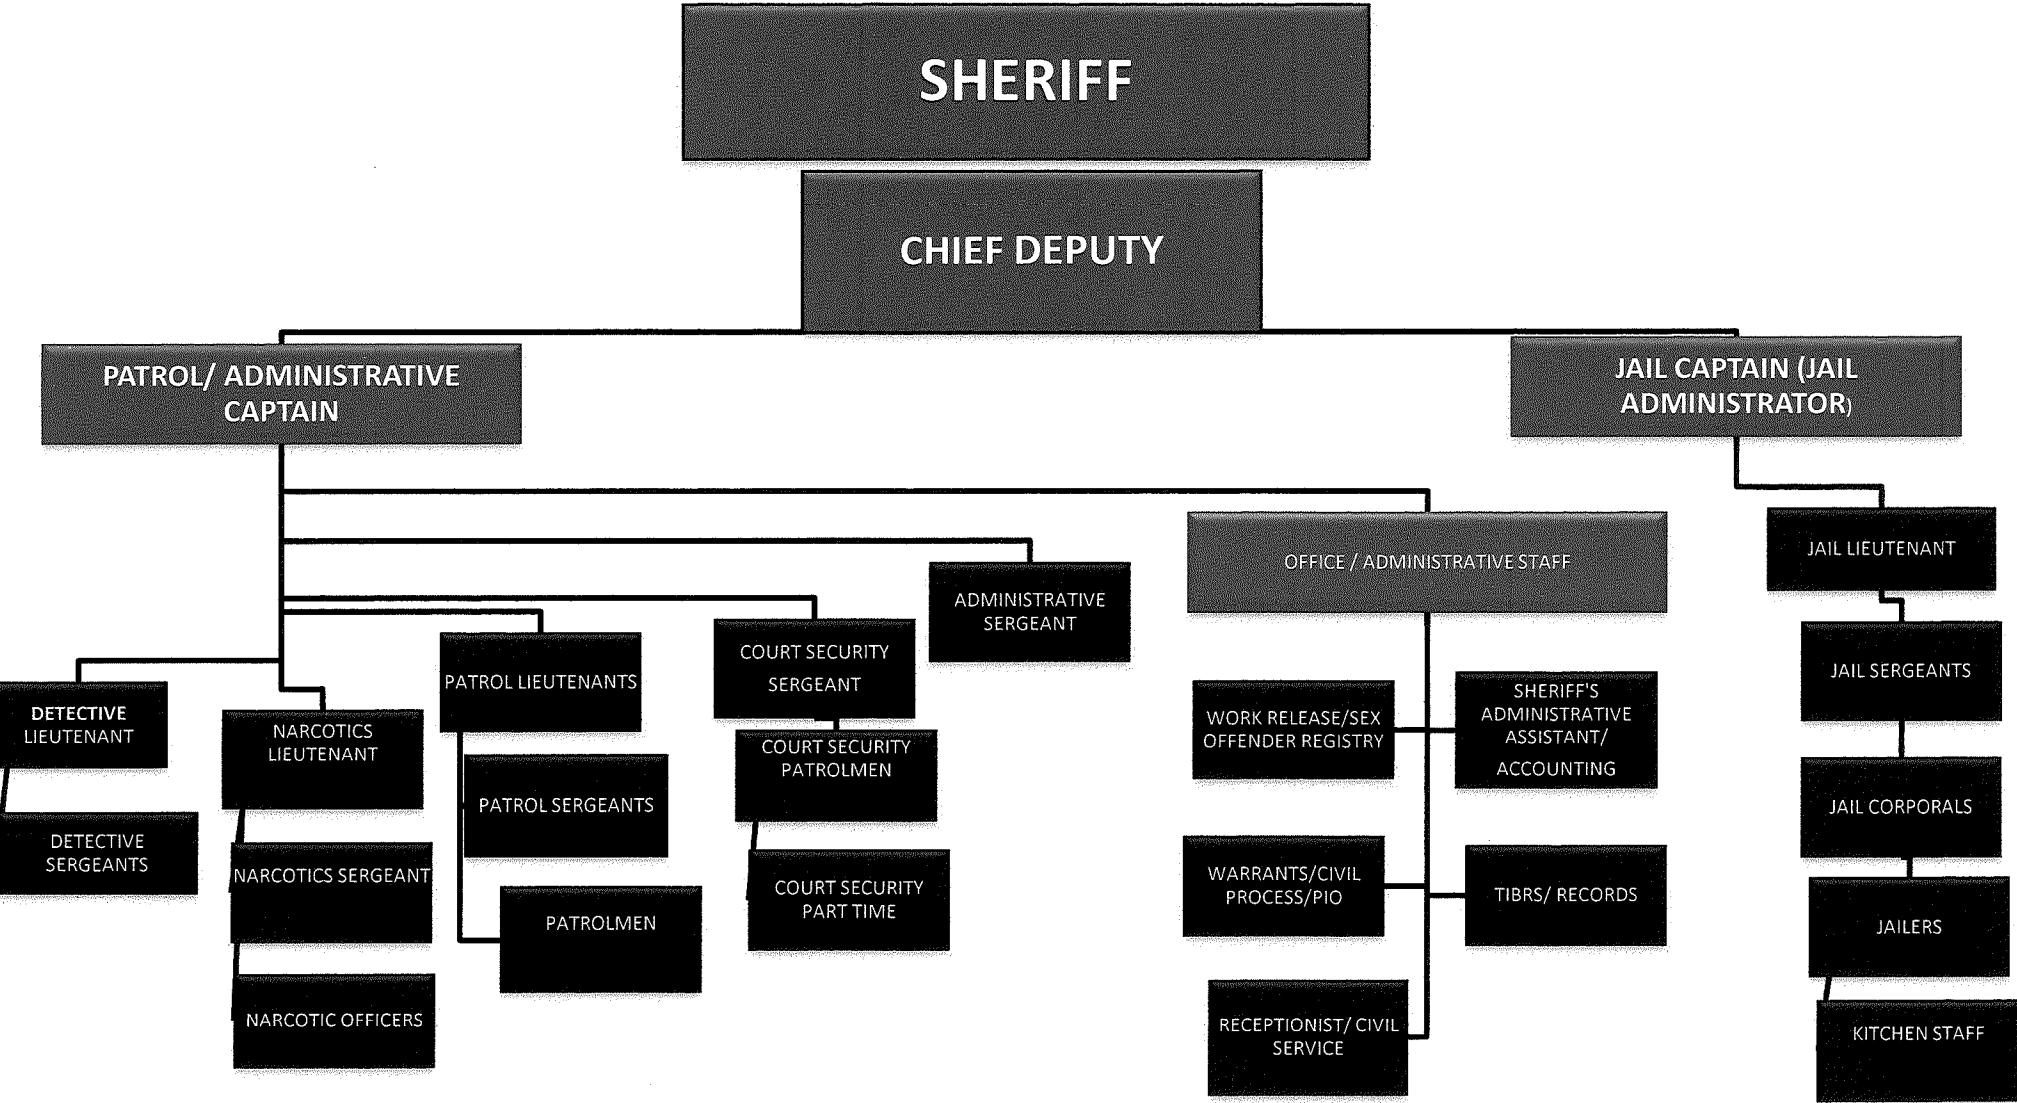 SHERIFF
CHIEF DEPUTY
PATROL/ ADMINISTRATIVE
CAPTAIN
JAIL CAPTAIN (JAIL
ADMINISTRATOR)
OFFICE / ADMINISTRATIVE STAFF
JAIL LIEUTENANT
ADMINISTRATIVE
SERGEANT
COURT SECURITY
SERGEANT
PATROL LIEUTENANTS
DETECTIVE
LIEUTENANT
NARCOTICS
LIEUTENANT
COURT SECURITY
PATROLMEN
WORK RELEASE/SEX
OFFENDER REGISTRY
SHERIFF'S
ADMINISTRATIVE
ASSISTANT/
ACCOUNTING
JAIL SERGEANTS
PATROL SERGEANTS
JAIL CORPORALS
DETECTIVE
SERGEANTS
NARCOTICS SERGEANT
COURT SECURITY
PART TIME
WARRANTS/CIVIL
PROCESS/PIO
TIBRS/ RECORDS
PATROLMEN
JAILERS
NARCOTIC OFFICERS
RECEPTIONIST/ CIVIL
SERVICE
KITCHEN STAFF